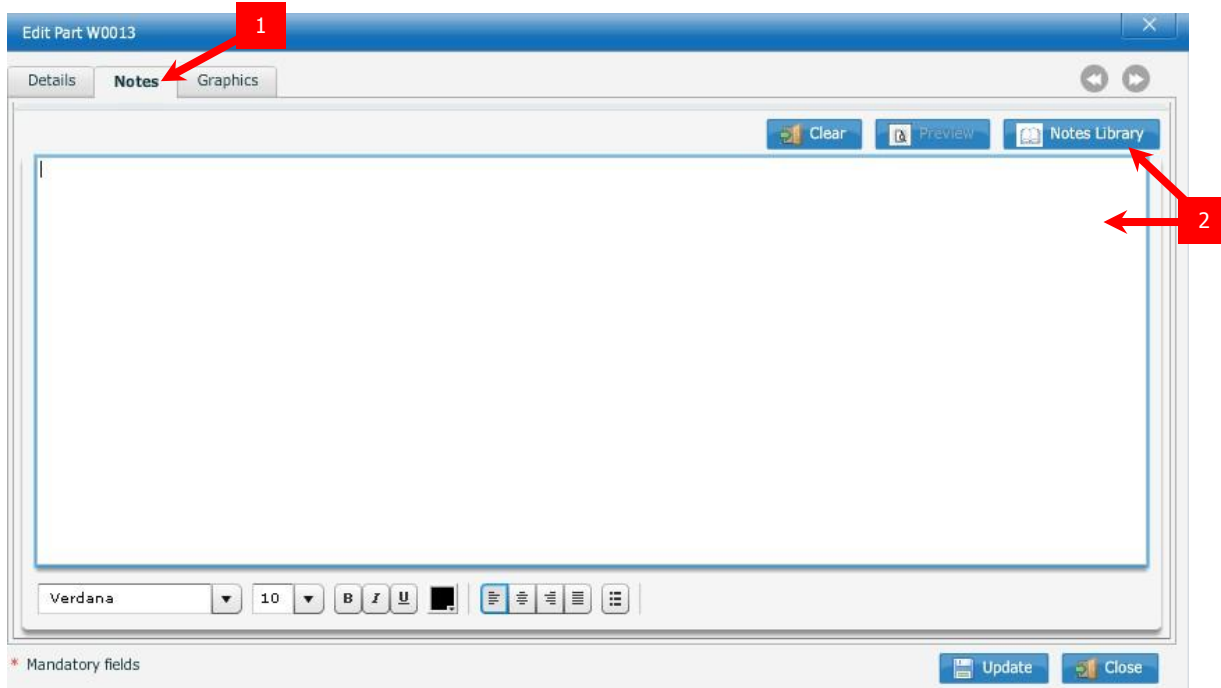 Edit Part W0013
1
Details Notes Graphics
Clear Preview Notes Library
2
Verdana 10 B I U
* Mandatory fields Update Close